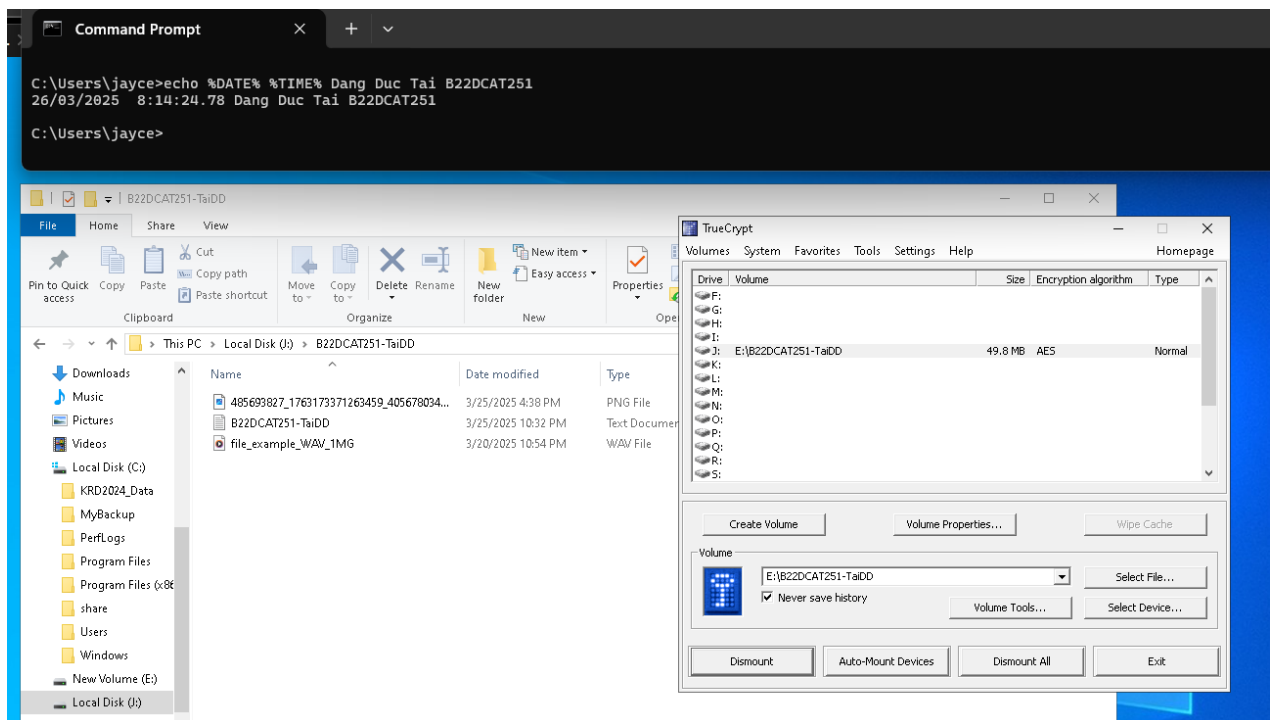 Command Prompt
C:\Users\jayce>echo %DATE% %TIME% Dang Duc Tai B22DCAT251
26/03/2025  8:14:24.78 Dang Duc Tai B22DCAT251
C:\Users\jayce>
B22DCAT251-TaiDD
File Home Share View
Pin to Quick access
Copy
Paste
Cut
Copy path
Paste shortcut
Clipboard
Move to
Copy to
Delete
Rename
Organize
New folder
New item
Easy access
New
Properties
Ope
This PC > Local Disk (J:) > B22DCAT251-TaiDD
Downloads
Music
Pictures
Videos
Local Disk (C:)
KRD2024_Data
MyBackup
PerfLogs
Program Files
Program Files (x86
share
Users
Windows
New Volume (E:)
Local Disk (J:)
Name Date modified Type
485693827_1763173371263459_405678034... 3/25/2025 4:38 PM PNG File
B22DCAT251-TaiDD 3/25/2025 10:32 PM Text Documen
file_example_WAV_1MG 3/20/2025 10:54 PM WAV File
TrueCrypt
Volumes System Favorites Tools Settings Help Homepage
Drive Volume Size Encryption algorithm Type
F:
G:
H:
I:
J: E:\B22DCAT251-TaiDD 49.8 MB AES Normal
K:
L:
M:
N:
O:
P:
Q:
R:
S:
Create Volume Volume Properties... Wipe Cache
Volume
E:\B22DCAT251-TaiDD Select File...
Never save history
Volume Tools... Select Device...
Dismount Auto-Mount Devices Dismount All Exit